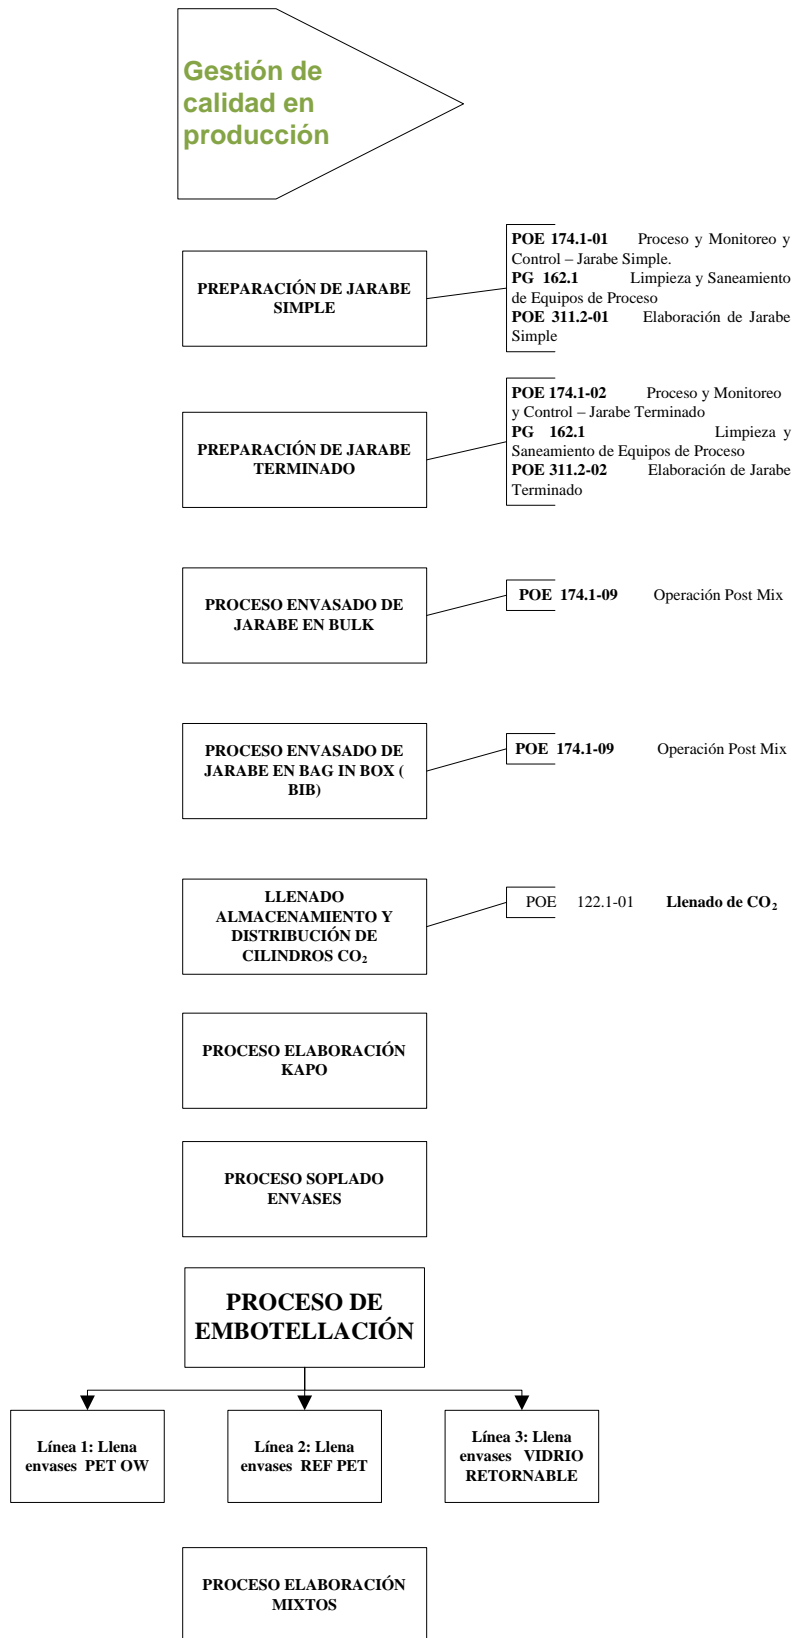 Gestión de
calidad en
producción
PREPARACIÓN DE JARABE
SIMPLE
POE 174.1-01 Proceso y Monitoreo y
Control – Jarabe Simple.
PG 162.1 Limpieza y Saneamiento
de Equipos de Proceso
POE 311.2-01 Elaboración de Jarabe
Simple
PREPARACIÓN DE JARABE
TERMINADO
POE 174.1-02 Proceso y Monitoreo
y Control – Jarabe Terminado
PG 162.1 Limpieza y
Saneamiento de Equipos de Proceso
POE 311.2-02 Elaboración de Jarabe
Terminado
PROCESO ENVASADO DE
JARABE EN BULK
POE 174.1-09 Operación Post Mix
PROCESO ENVASADO DE
JARABE EN BAG IN BOX (
BIB)
POE 174.1-09 Operación Post Mix
LLENADO
ALMACENAMIENTO Y
DISTRIBUCIÓN DE
CILINDROS CO₂
POE 122.1-01 Llenado de CO₂
PROCESO ELABORACIÓN
KAPO
PROCESO SOPLADO
ENVASES
PROCESO DE
EMBOTELLACIÓN
Línea 1: Llena
envases PET OW
Línea 2: Llena
envases REF PET
Línea 3: Llena
envases VIDRIO
RETORNABLE
PROCESO ELABORACIÓN
MIXTOS